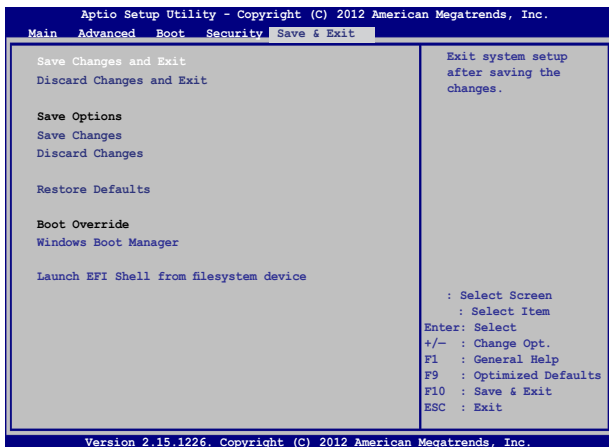 Aptio Setup Utility - Copyright (C) 2012 American Megatrends, Inc.
Main Advanced Boot Security Save & Exit
Save Changes and Exit
Discard Changes and Exit
Save Options
Save Changes
Discard Changes
Restore Defaults
Boot Override
Windows Boot Manager
Launch EFI Shell from filesystem device
Exit system setup
after saving the
changes.
: Select Screen
: Select Item
Enter: Select
+/— : Change Opt.
F1 : General Help
F9 : Optimized Defaults
F10 : Save & Exit
ESC : Exit
Version 2.15.1226. Copyright (C) 2012 American Megatrends, Inc.